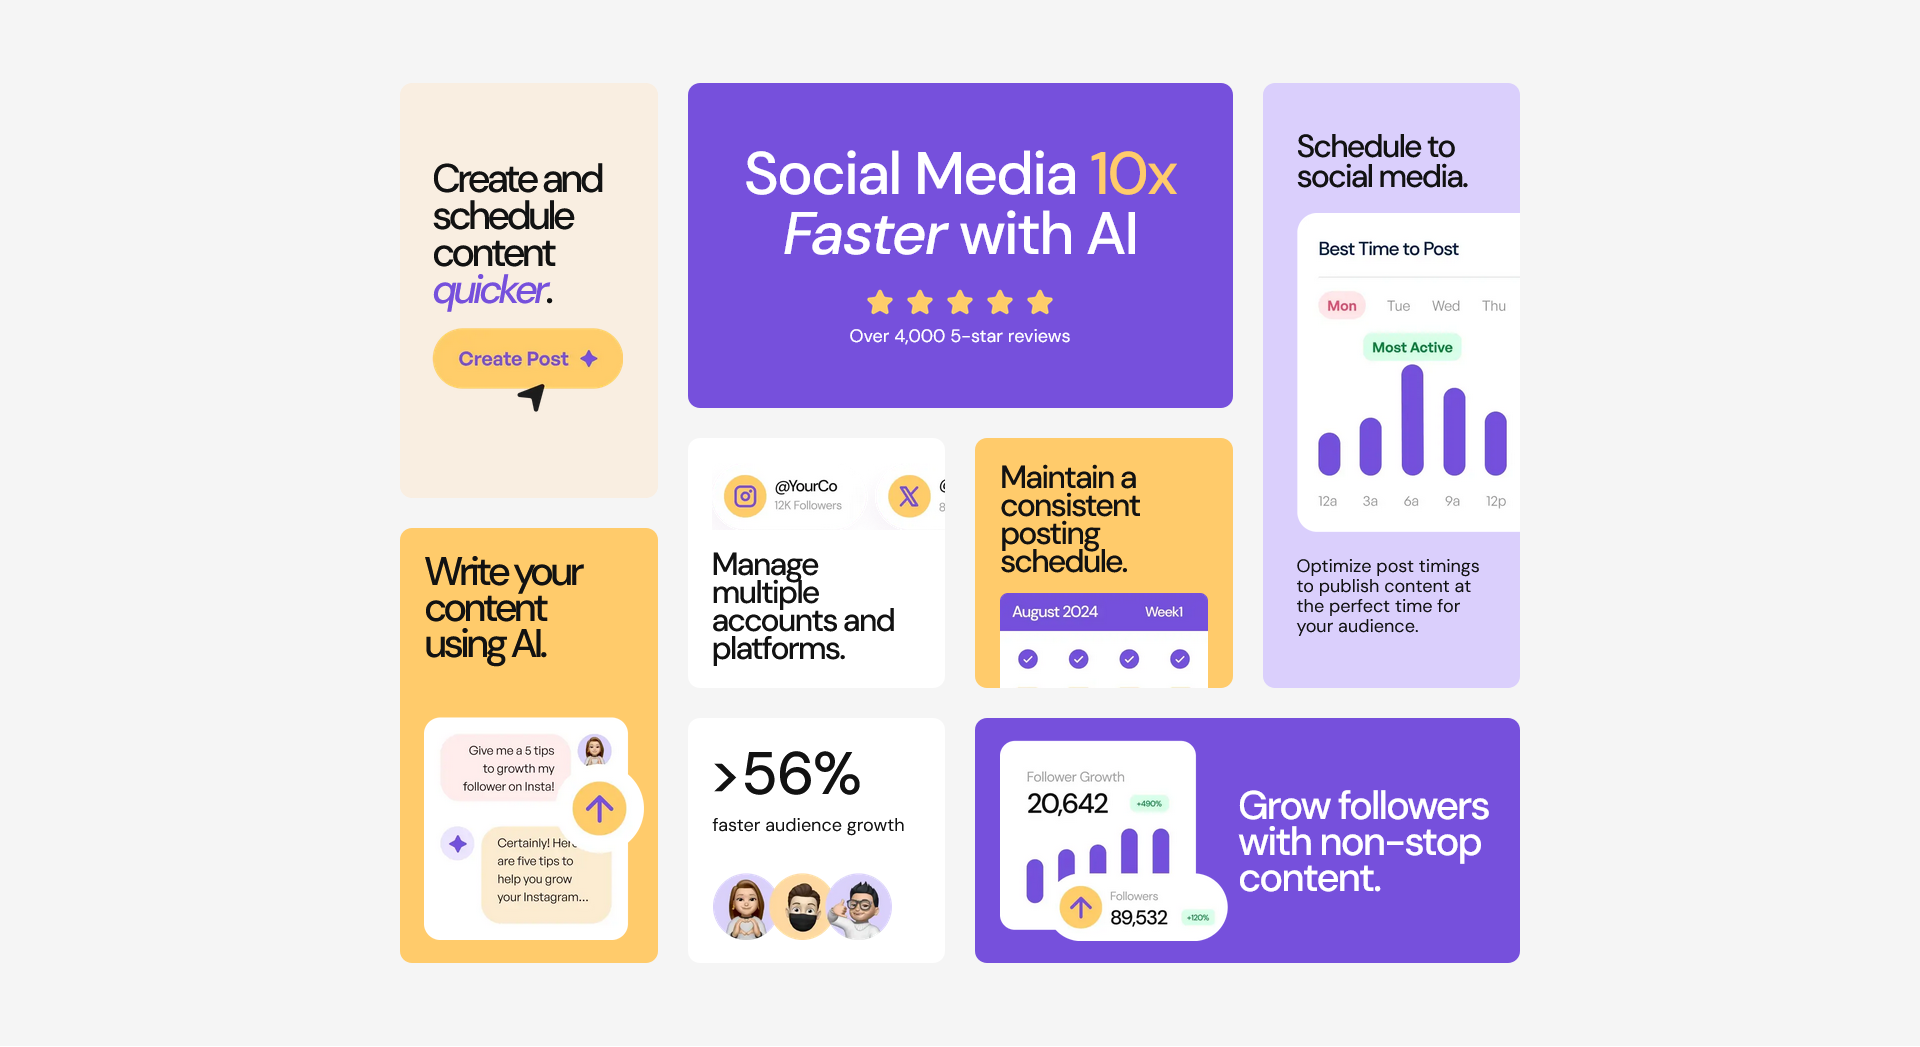 Create and
schedule
content
quicker.
Create Post
Social Media 10x
Faster with AI
Over 4,000 5-star reviews
Schedule to
social media.
Best Time to Post
Mon Tue Wed Thu
Most Active
12a 3a 6a 9a 12p
Optimize post timings
to publish content at
the perfect time for
your audience.
Write your
content
using AI.
Give me a 5 tips
to growth my
follower on Insta!
Certainly! Here
are five tips to
help you grow
your Instagram...
@YourCo
12K Followers
Manage
multiple
accounts and
platforms.
Maintain a
consistent
posting
schedule.
August 2024 Week1
>56%
faster audience growth
Follower Growth
20,642 +490%
Followers
89,532 +120%
Grow followers
with non-stop
content.